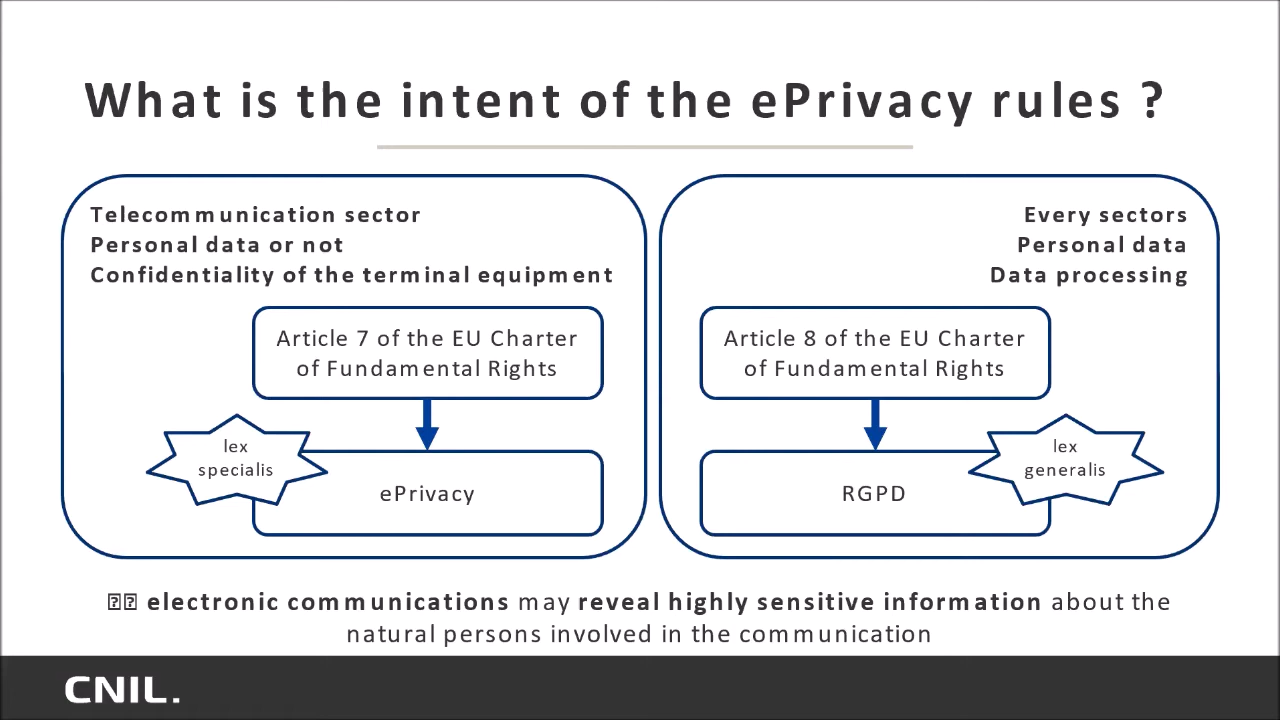 What is the intent of the ePrivacy rules ?
Telecommunication sector
Personal data or not
Confidentiality of the terminal equipment
Article 7 of the EU Charter
of Fundamental Rights
lex
specialis
ePrivacy
Every sectors
Personal data
Data processing
Article 8 of the EU Charter
of Fundamental Rights
lex
generalis
RGPD
electronic communications may reveal highly sensitive information about the
natural persons involved in the communication
CNIL.